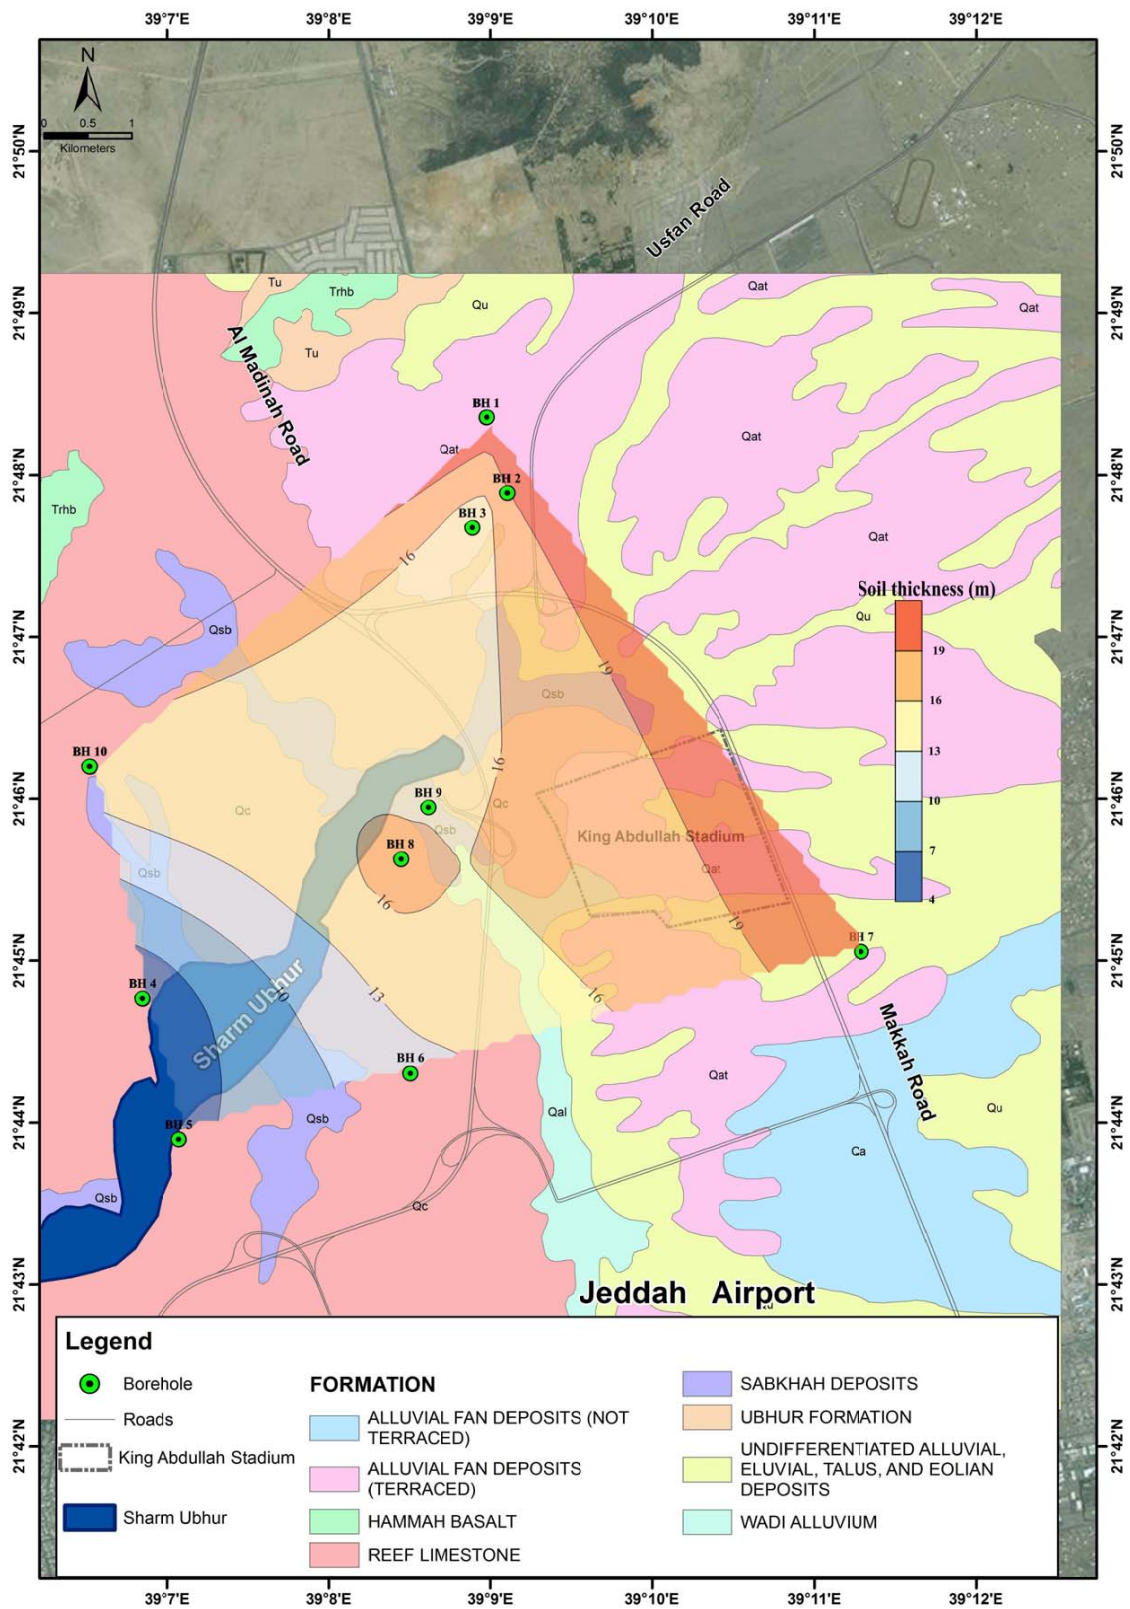 39°7'E 39°8'E 39°9'E 39°10'E 39°11'E 39°12'E
N
0 0.5 1
Kilometers
21°50'N 21°50'N
Usfan Road
Tu
Trhb
Qu
Qat
Qat
21°49'N 21°49'N
Tu
Al Madinah Road
BH 1
Qat
Qat
21°48'N 21°48'N
BH 2
BH 3
Trhb
Qat
16
Soil thickness (m)
19
16
13
10
7
4
Qu
Qsb
21°47'N 21°47'N
19
Qsb
BH 10
16
21°46'N 21°46'N
BH 9
Qc
Qc
Qsb
King Abdullah Stadium
BH 8
Qsb
Qat
16
19
BH 7
21°45'N 21°45'N
BH 4
10
13
16
Sharm Ubhur
Makkah Road
BH 6
Qat
Qsb
Qal
Qu
21°44'N 21°44'N
BH 5
Ca
Qsb
Qc
21°43'N 21°43'N
Jeddah Airport
Legend
Borehole
Roads
King Abdullah Stadium
Sharm Ubhur
FORMATION
ALLUVIAL FAN DEPOSITS (NOT
TERRACED)
ALLUVIAL FAN DEPOSITS
(TERRACED)
HAMMAH BASALT
REEF LIMESTONE
SABKHAH DEPOSITS
UBHUR FORMATION
UNDIFFERENTIATED ALLUVIAL,
ELUVIAL, TALUS, AND EOLIAN
DEPOSITS
WADI ALLUVIUM
21°42'N 21°42'N
39°7'E 39°8'E 39°9'E 39°10'E 39°11'E 39°12'E